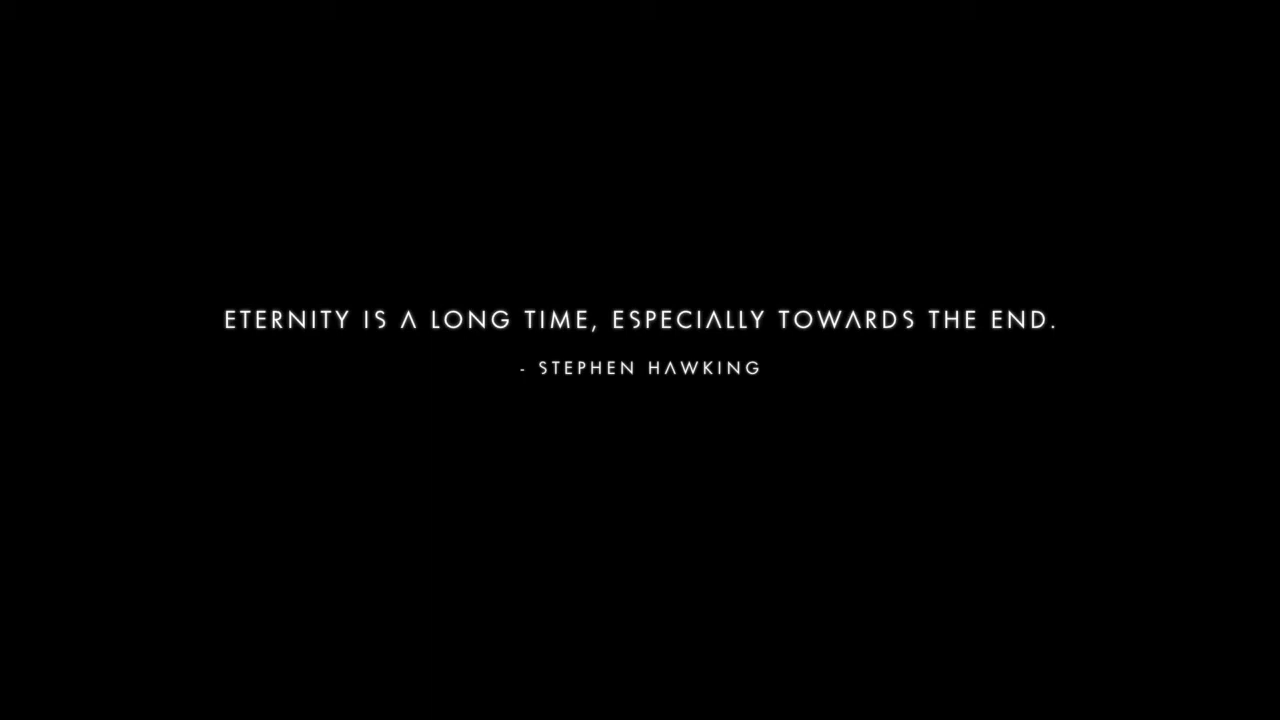 ETERNITY IS A LONG TIME, ESPECIALLY TOWARDS THE END.
- STEPHEN HAWKING